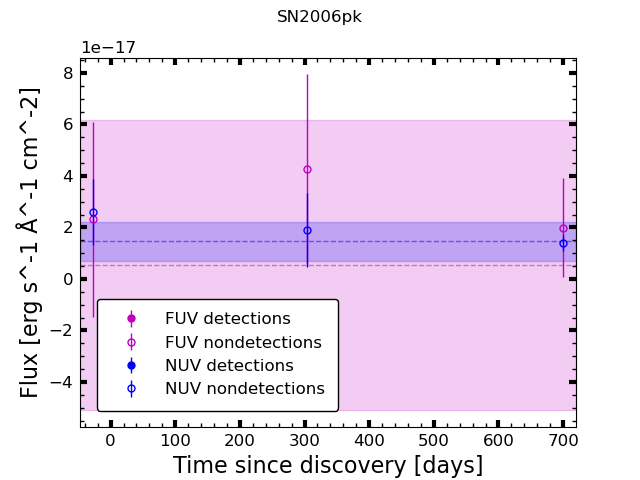 SN2006pk
1e−17
8
6
4
2
0
−2
−4
Flux [erg s^-1 Å^-1 cm^-2]
FUV detections
FUV nondetections
NUV detections
NUV nondetections
0 100 200 300 400 500 600 700
Time since discovery [days]